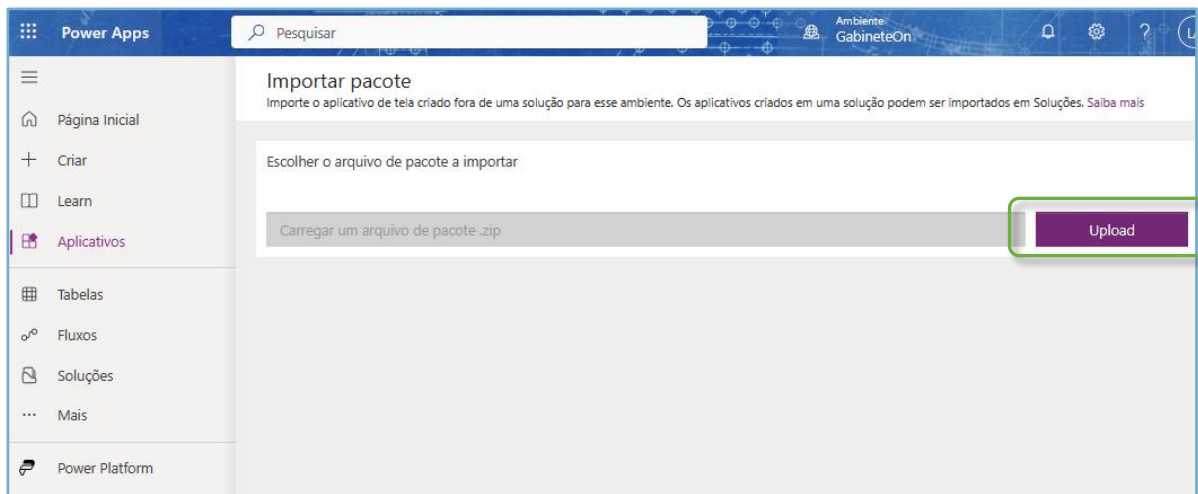 Power Apps
Pesquisar
Ambiente
GabineteOn
?
Importar pacote
Importe o aplicativo de tela criado fora de uma solução para esse ambiente. Os aplicativos criados em uma solução podem ser importados em Soluções. Saiba mais
Página Inicial
Criar
Escolher o arquivo de pacote a importar
Learn
Carregar um arquivo de pacote .zip
Upload
Aplicativos
Tabelas
Fluxos
Soluções
Mais
Power Platform